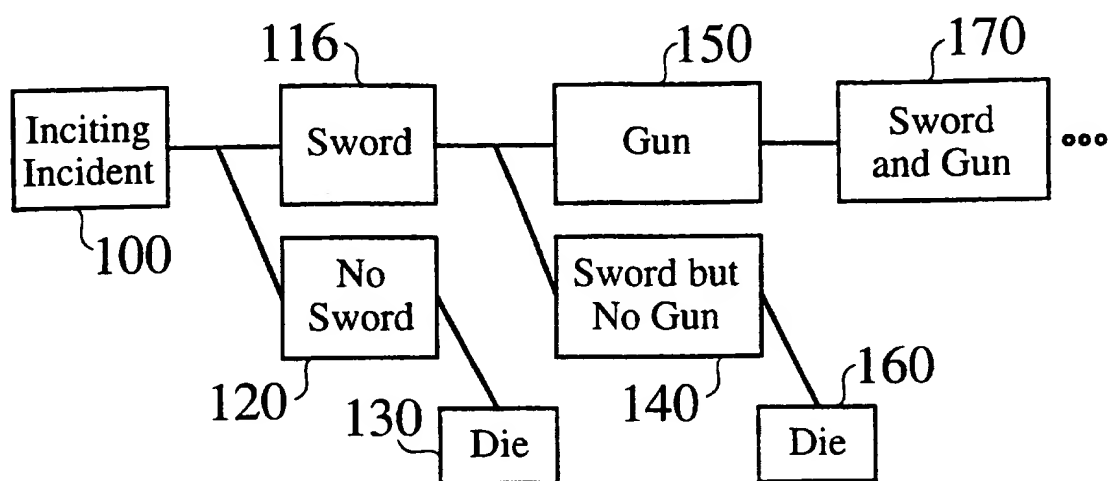 116
150
170
Inciting
Incident
Sword
Gun
Sword
and Gun
100
No
Sword
Sword but
No Gun
120
130
Die
140
160
Die